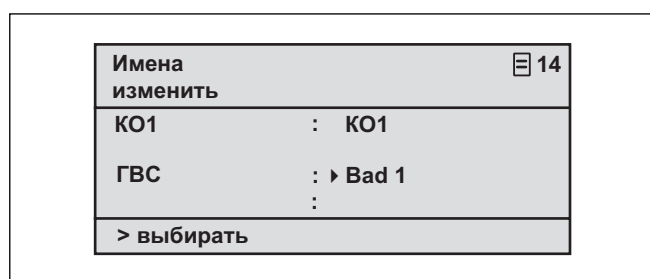 Имена 14
изменить
КО1 : КО1
ГВС : Bad 1
:
> выбирать